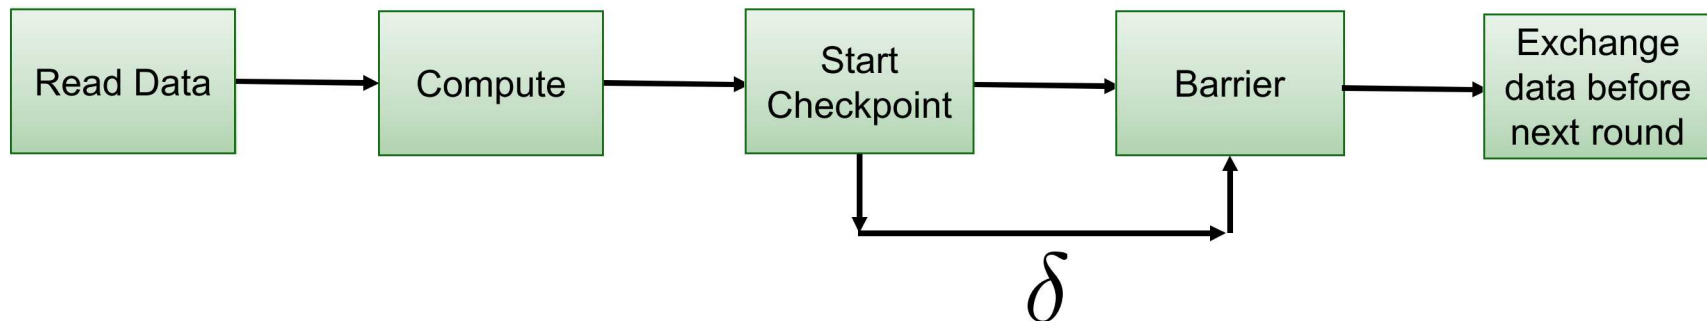 Read Data
Compute
Start
Checkpoint
Barrier
Exchange
data before
next round
δ